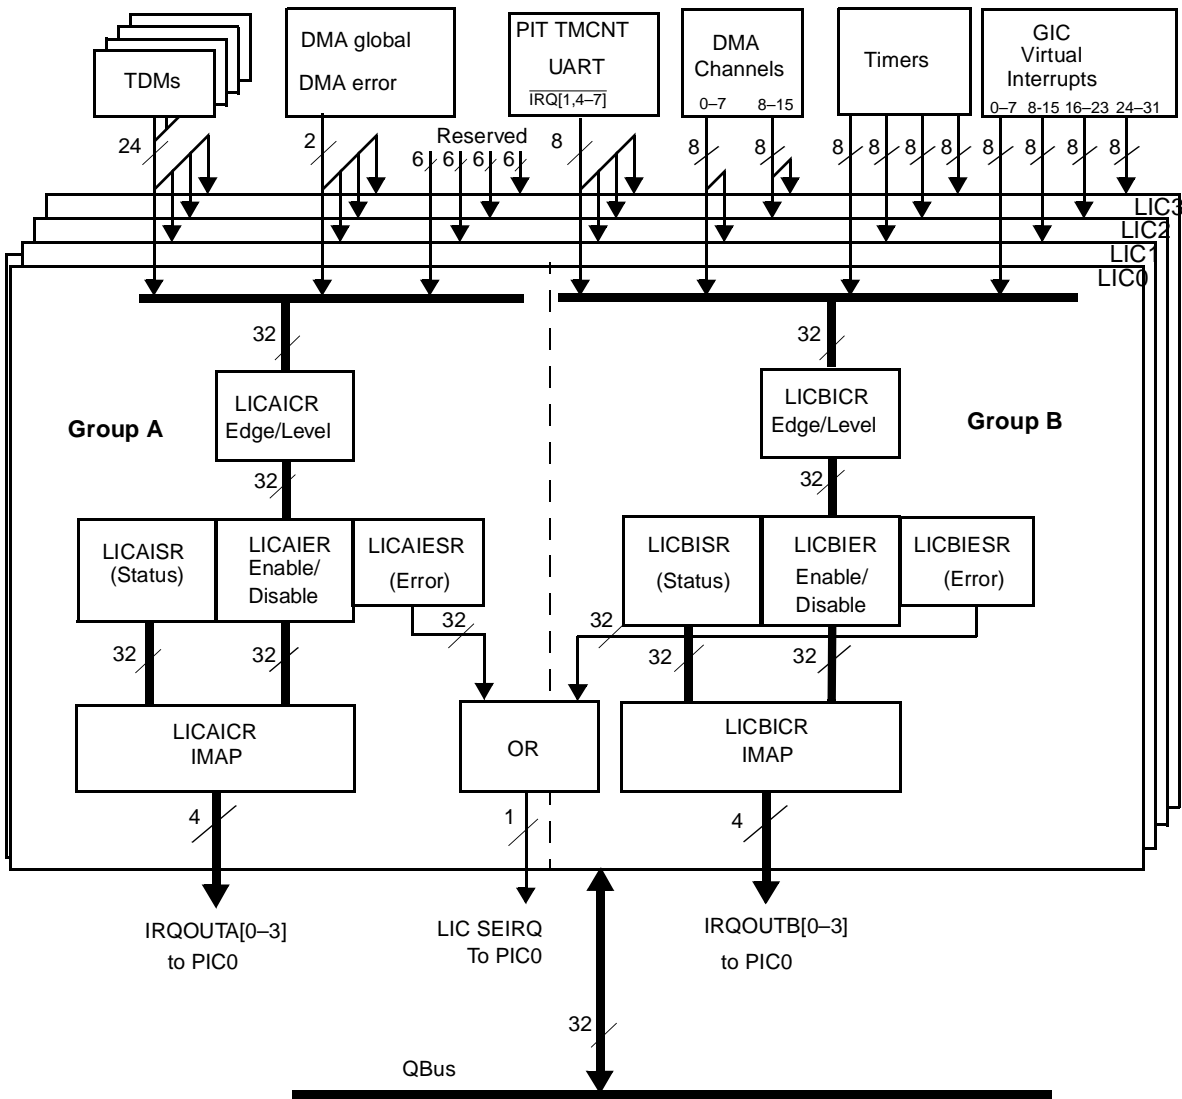 TDMs
DMA global
DMA error
PIT TMCNT
UART
IRQ[1,4–7]
DMA
Channels
0–7 8–15
Timers
GIC
Virtual
Interrupts
0–7 8-15 16–23 24–31
24 2 Reserved 8 8 8 8 8 8 8 8 8 8 8
6 6 6 6
LIC3
LIC2
LIC1
LIC0
32 32
LICAICR
Edge/Level
LICBICR
Edge/Level
Group A
Group B
32 32
LICAISR
(Status)
LICAIER
Enable/
Disable
LICAIESR
(Error)
LICBISR
(Status)
LICBIER
Enable/
Disable
LICBIESR
(Error)
32 32
32 32 32 32
LICAICR
IMAP
OR
LICBICR
IMAP
4 1 4
IRQOUTA[0–3]
to PIC0
LIC SEIRQ
To PIC0
IRQOUTB[0–3]
to PIC0
32
QBus